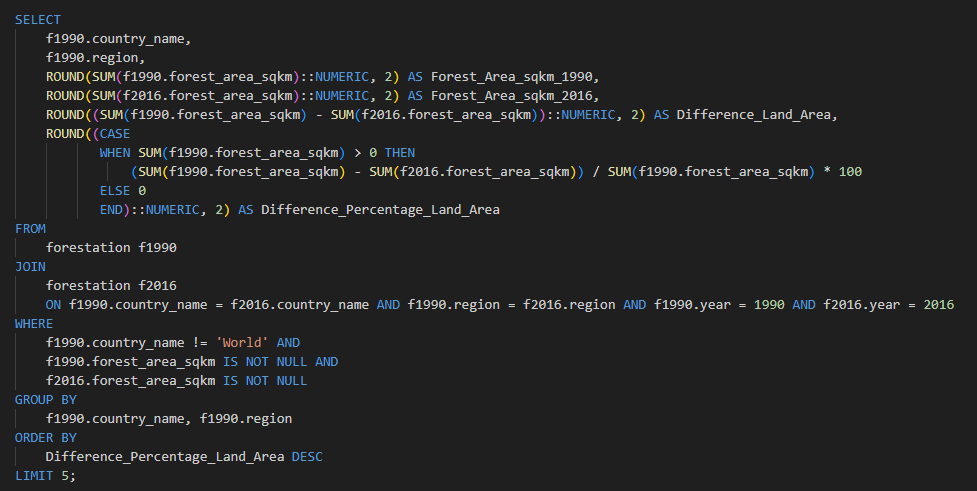 SELECT
f1990.country_name,
f1990.region,
ROUND(SUM(f1990.forest_area_sqkm)::NUMERIC, 2) AS Forest_Area_sqkm_1990,
ROUND(SUM(f2016.forest_area_sqkm)::NUMERIC, 2) AS Forest_Area_sqkm_2016,
ROUND((SUM(f1990.forest_area_sqkm) - SUM(f2016.forest_area_sqkm))::NUMERIC, 2) AS Difference_Land_Area,
ROUND((CASE
WHEN SUM(f1990.forest_area_sqkm) > 0 THEN
(SUM(f1990.forest_area_sqkm) - SUM(f2016.forest_area_sqkm)) / SUM(f1990.forest_area_sqkm) * 100
ELSE 0
END)::NUMERIC, 2) AS Difference_Percentage_Land_Area
FROM
forestation f1990
JOIN
forestation f2016
ON f1990.country_name = f2016.country_name AND f1990.region = f2016.region AND f1990.year = 1990 AND f2016.year = 2016
WHERE
f1990.country_name != 'World' AND
f1990.forest_area_sqkm IS NOT NULL AND
f2016.forest_area_sqkm IS NOT NULL
GROUP BY
f1990.country_name, f1990.region
ORDER BY
Difference_Percentage_Land_Area DESC
LIMIT 5;